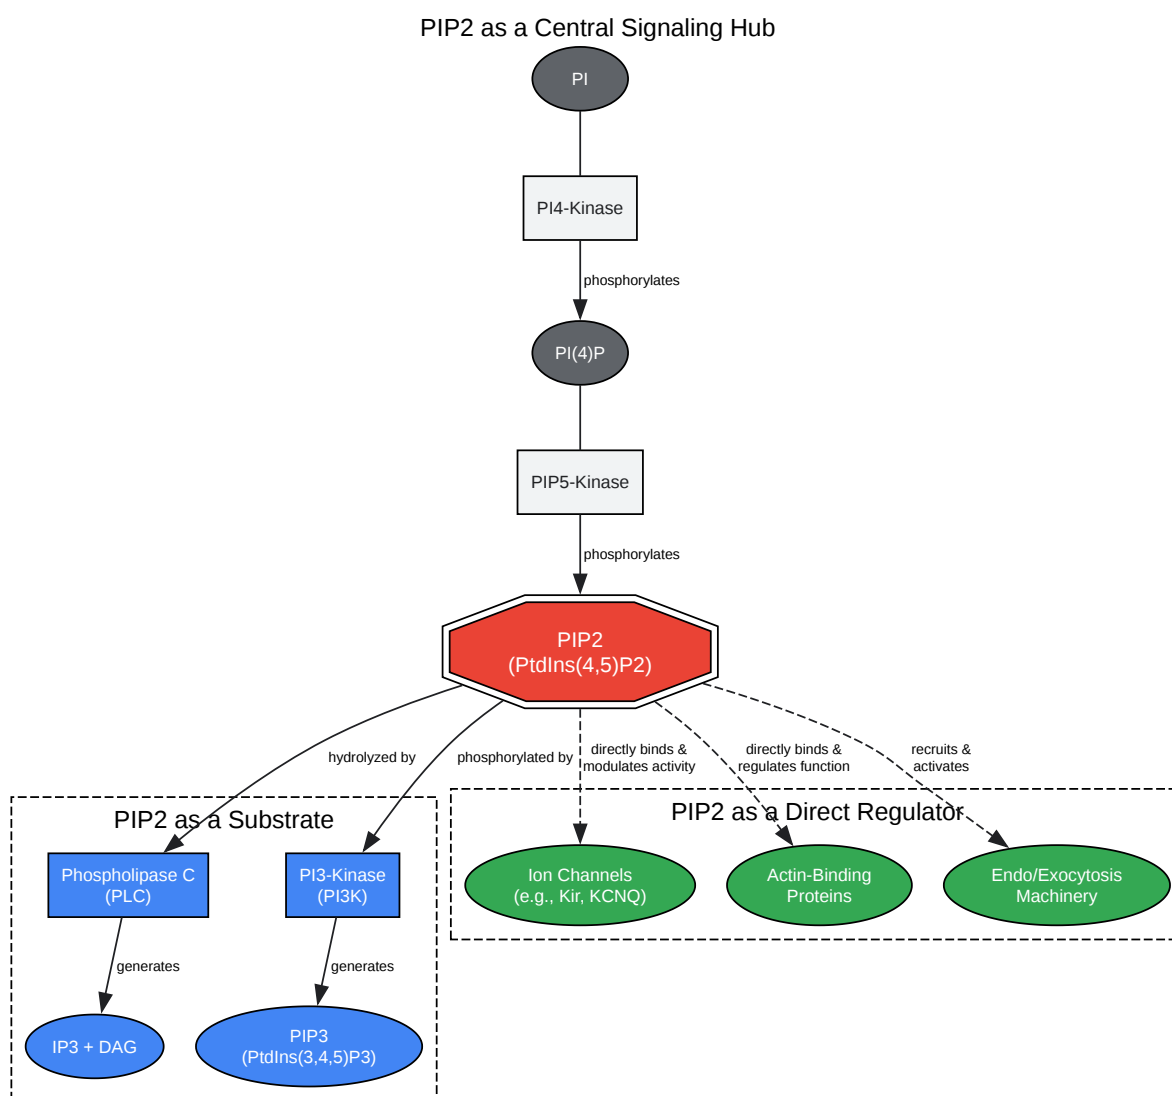 PIP2 as a Central Signaling Hub
PI
PI4-Kinase
phosphorylates
PI(4)P
PIP5-Kinase
phosphorylates
PIP2
(PtdIns(4,5)P2)
hydrolyzed by
phosphorylated by
directly binds &
modulates activity
directly binds &
regulates function
recruits &
activates
PIP2 as a Substrate
Phospholipase C
(PLC)
PI3-Kinase
(PI3K)
generates
generates
IP3 + DAG
PIP3
(PtdIns(3,4,5)P3)
PIP2 as a Direct Regulator
Ion Channels
(e.g., Kir, KCNQ)
Actin-Binding
Proteins
Endo/Exocytosis
Machinery